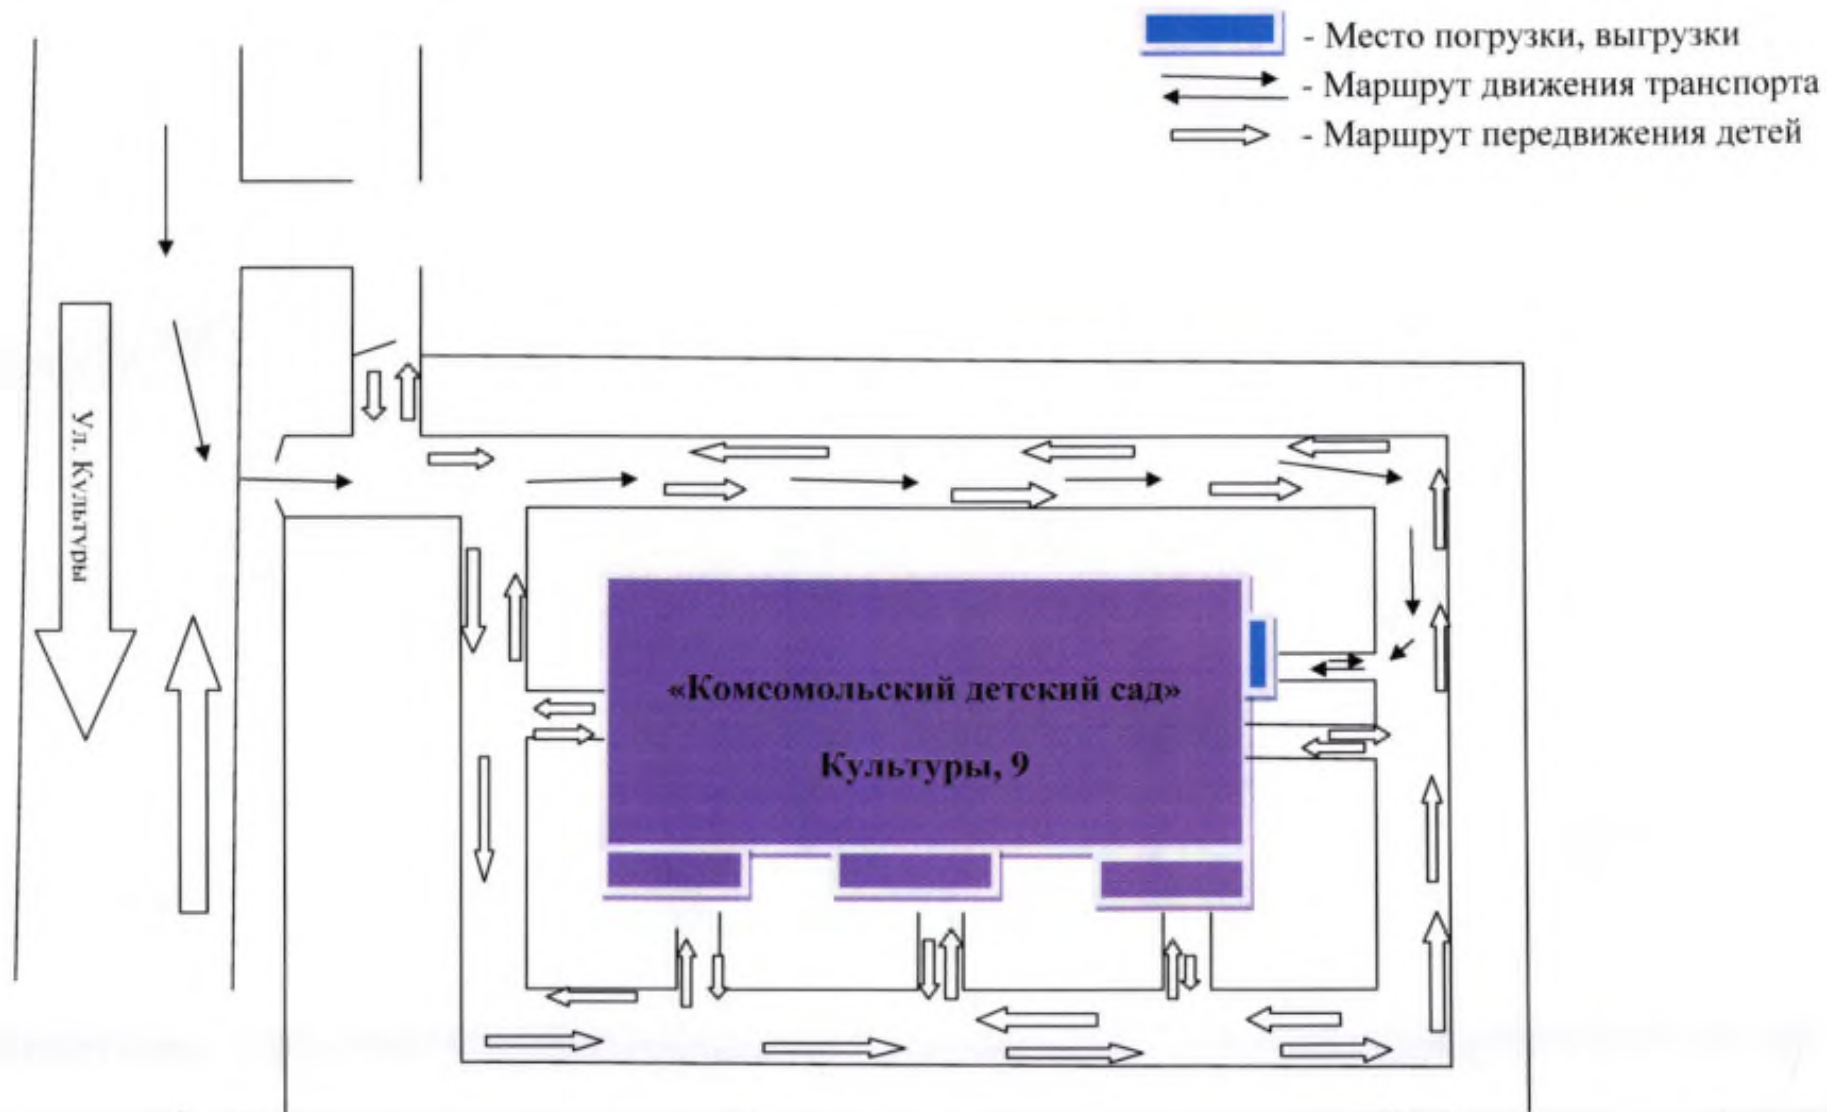 - Место погрузки, выгрузки
- Маршрут движения транспорта
- Маршрут передвижения детей
Ул. Культуры
«Комсомольский детский сад»
Культуры, 9